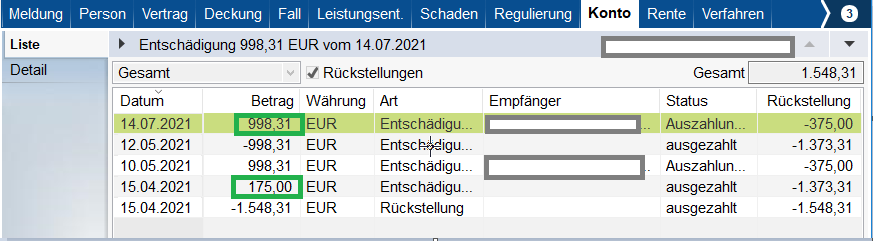 Meldung Person Vertrag Deckung Fall Leistungsent. Schaden Regulierung Konto Rente Verfahren 3
Liste
Entschädigung 998,31 EUR vom 14.07.2021
Detail
Gesamt Rückstellungen Gesamt 1.548,31
Datum Betrag Währung Art Empfänger Status Rückstellung
14.07.2021 998,31 EUR Entschädigu... ... Auszahlun... -375,00
12.05.2021 -998,31 EUR Entschädigu... ausgezahlt -1.373,31
10.05.2021 998,31 EUR Entschädigu... ... Auszahlun... -375,00
15.04.2021 175,00 EUR Entschädigu... ausgezahlt -1.373,31
15.04.2021 -1.548,31 EUR Rückstellung ausgezahlt -1.548,31